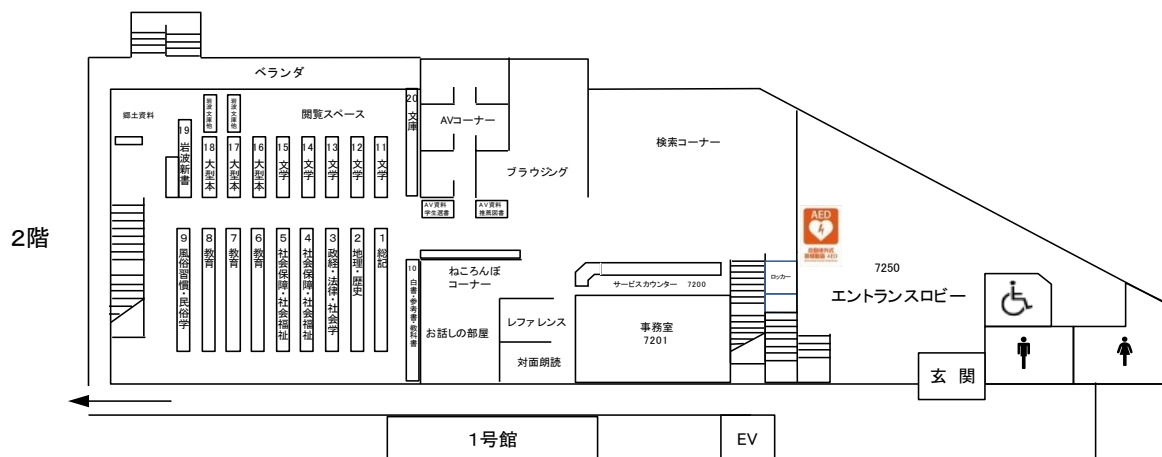 2階
ベランダ
郷土資料
閲覧スペース
岩波文庫他
岩波文庫他
20 文庫
AVコーナー
ブラウジング
検索コーナー
19 岩波新書
18 大型本
17 大型本
16 大型本
15 文学
14 文学
13 文学
12 文学
11 文学
AV資料
学生選書
AV資料
推薦図書
9 風俗習慣・民俗学
8 教育
7 教育
6 教育
5 社会保障・社会福祉
4 社会保障・社会福祉
3 政経・法律・社会学
2 地理・歴史
1 総記
10 白書・参考書・教科書
ねころんぼ
コーナー
お話しの部屋
レファレンス
対面朗読
サービスカウンター 7200
事務室
7201
ロッカー
AED
7250
エントランスロビー
玄関
1号館
EV